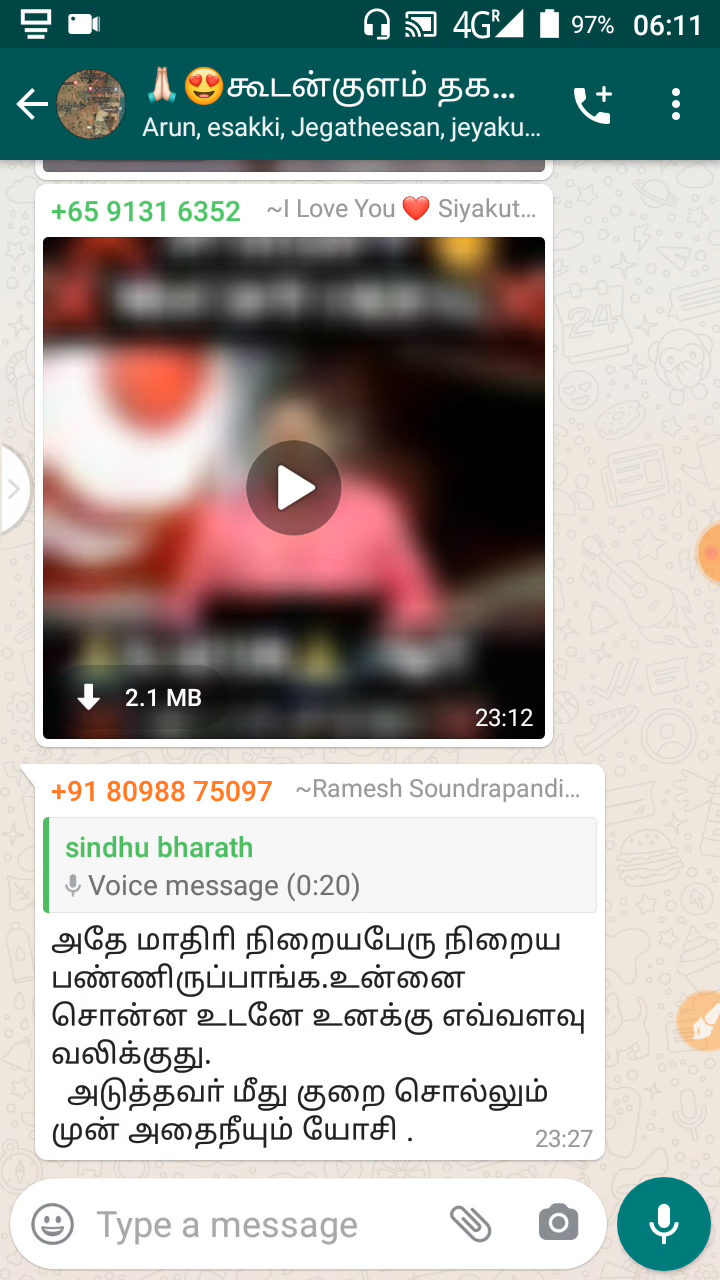 4G R 97% 06:11
🙏🏻😍கூடன்குளம் தக...
Arun, esakki, Jegatheesan, jeyaku...
+65 9131 6352 ~I Love You ❤️ Siyakut...
24
2.1 MB
23:12
+91 80988 75097 ~Ramesh Soundrapandi...
sindhu bharath
Voice message (0:20)
அதே மாதிரி நிறையபேரு நிறைய
பண்ணிருப்பாங்க.உன்னை
சொன்ன உடனே உனக்கு எவ்வளவு
வலிக்குது.
அடுத்தவர் மீது குறை சொல்லும்
முன் அதைநீயும் யோசி .
23:27
Type a message